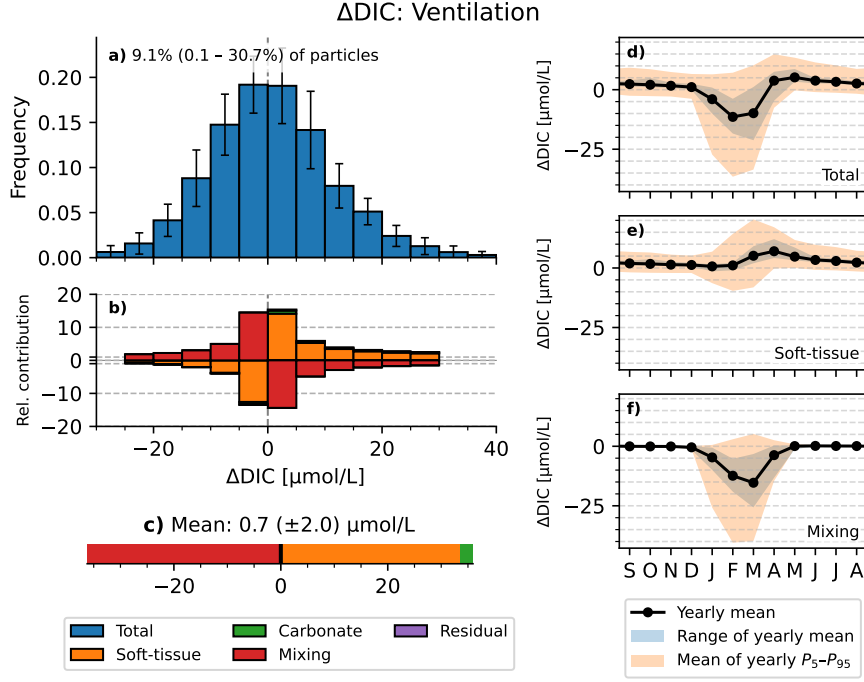 ΔDIC: Ventilation
a) 9.1% (0.1 – 30.7%) of particles
Frequency
0.20
0.15
0.10
0.05
0.00
b)
Rel. contribution
20
10
0
−10
−20
−20 0 20 40
ΔDIC [μmol/L]
c) Mean: 0.7 (±2.0) μmol/L
−20 0 20
Total
Soft-tissue
Carbonate
Mixing
Residual
d)
ΔDIC [μmol/L]
0
−25
Total
e)
ΔDIC [μmol/L]
0
−25
Soft-tissue
f)
ΔDIC [μmol/L]
0
−25
Mixing
S O N D J F M A M J J A
Yearly mean
Range of yearly mean
Mean of yearly P5–P95